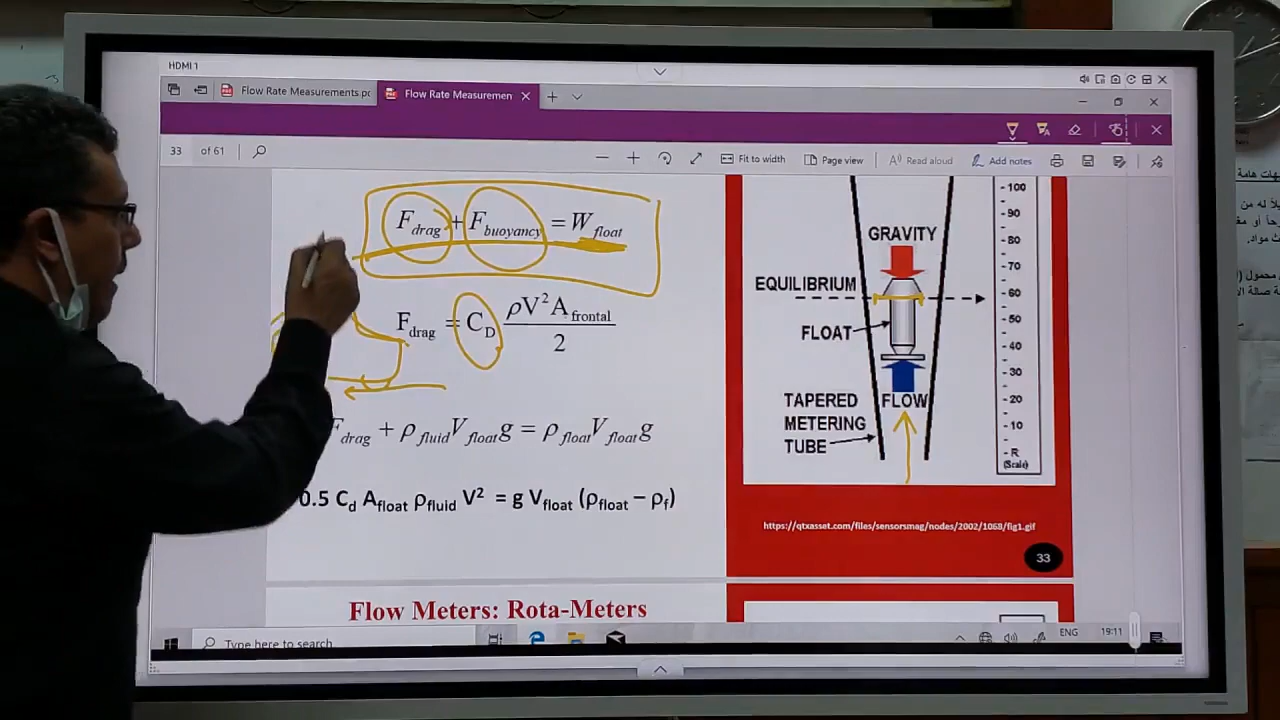 HDMI 1
Flow Rate Measurements.pc
Flow Rate Measuremen
33 of 61
Fit to width
Page view
Read aloud
Add notes
F_drag + F_buoyancy = W_float
F_drag = C_D ρV² A_frontal / 2
F_drag + ρ_fluid V_float g = ρ_float V_float g
0.5 C_d A_float ρ_fluid V² = g V_float (ρ_float – ρ_f)
GRAVITY
EQUILIBRIUM
FLOAT
TAPERED
METERING
TUBE
FLOW
- 100
- 90
- 80
- 70
- 60
- 50
- 40
- 30
- 20
- 10
- R
(Scale)
https://qtxasset.com/files/sensorsmag/nodes/2002/1068/fig1.gif
33
Flow Meters: Rota-Meters
Type here to search
ENG
19:11